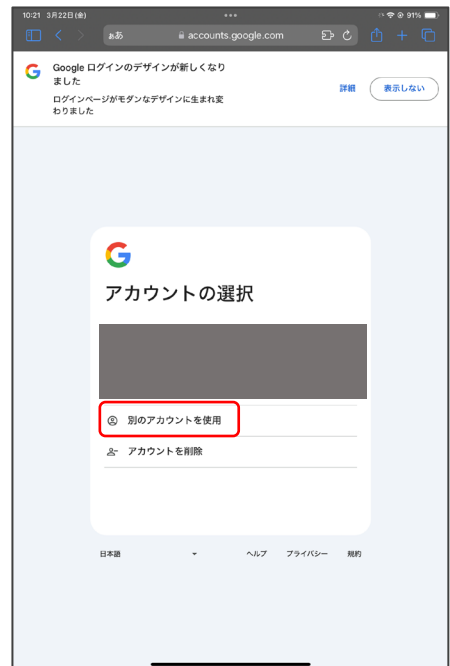 10:21 3月22日(金)
91%
ぁあ
accounts.google.com
Google ログインのデザインが新しくなり
ました
ログインページがモダンなデザインに生まれ変
わりました
詳細
表示しない
アカウントの選択
別のアカウントを使用
アカウントを削除
日本語
ヘルプ
プライバシー
規約